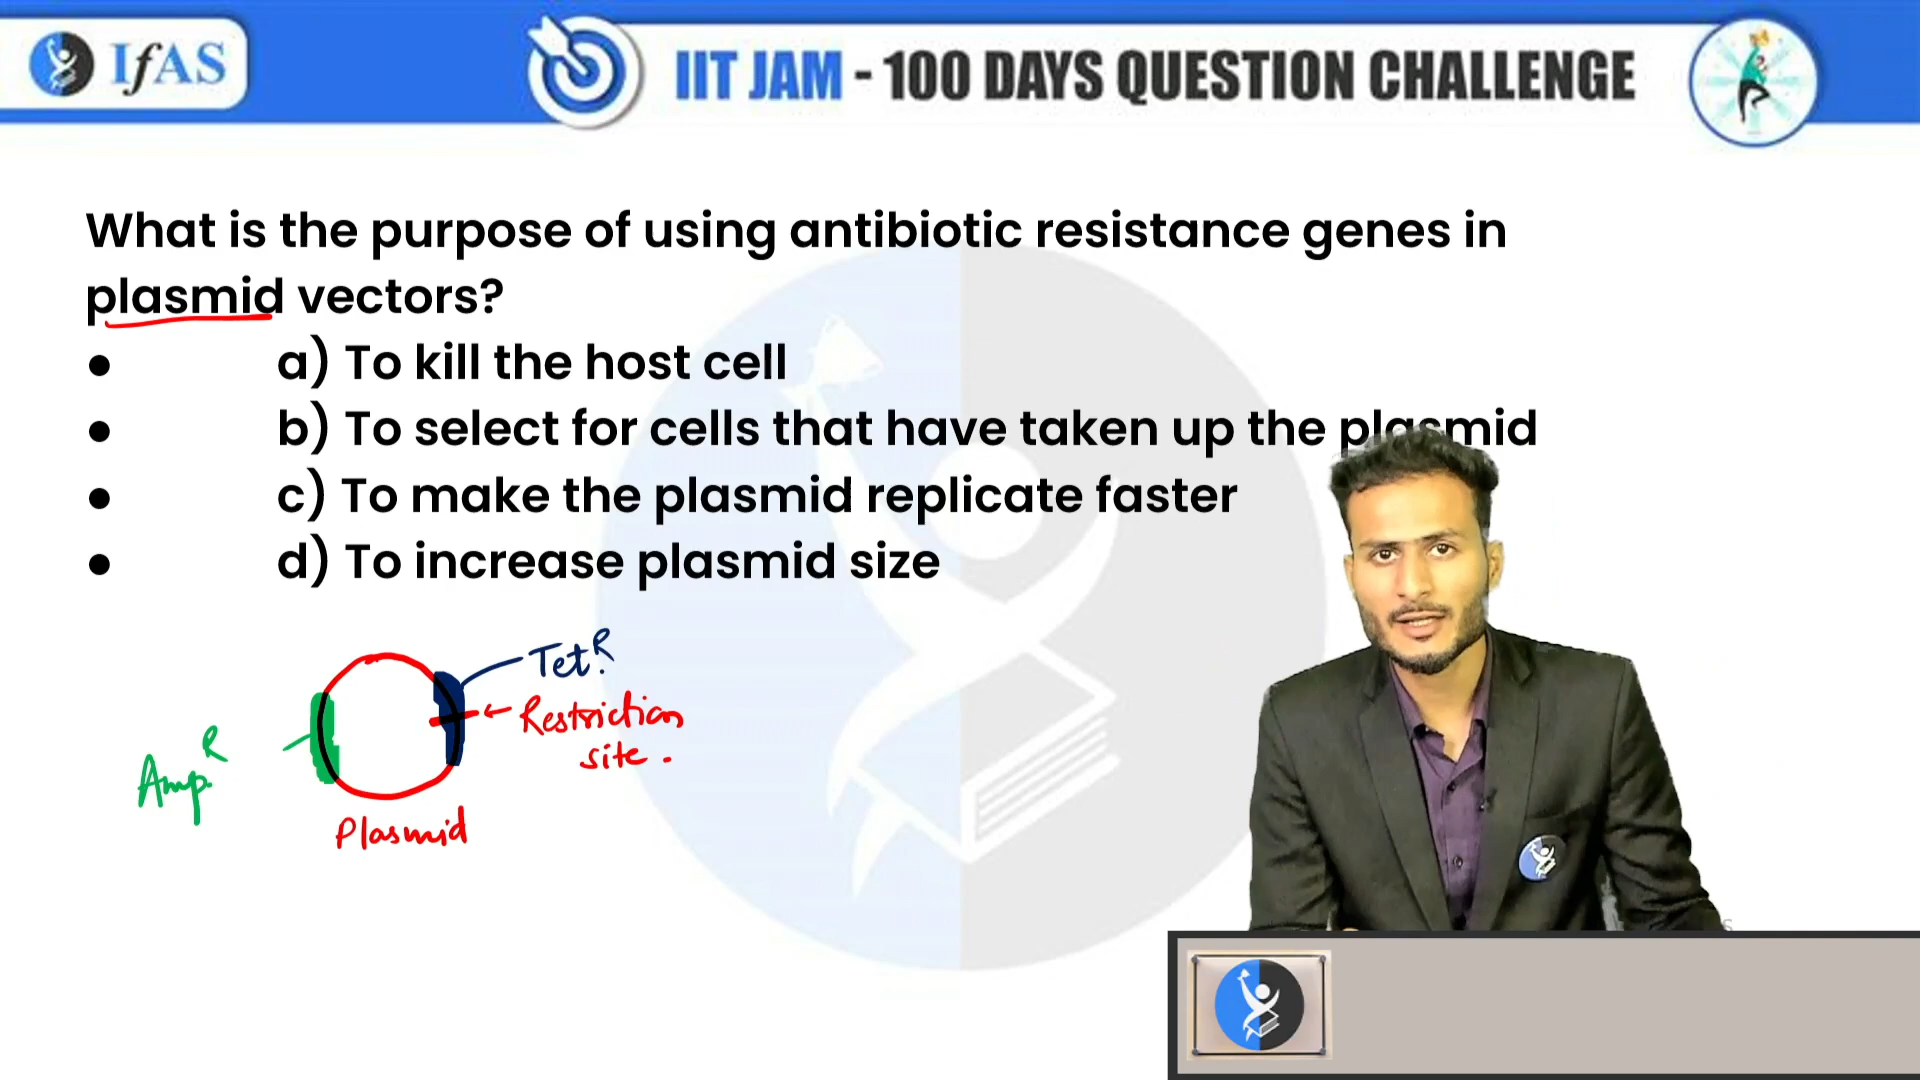 IfAS
IIT JAM - 100 DAYS QUESTION CHALLENGE
What is the purpose of using antibiotic resistance genes in
plasmid vectors?
● a) To kill the host cell
● b) To select for cells that have taken up the plasmid
● c) To make the plasmid replicate faster
● d) To increase plasmid size
Tet.R
← Restriction
site.
Amp.R
Plasmid